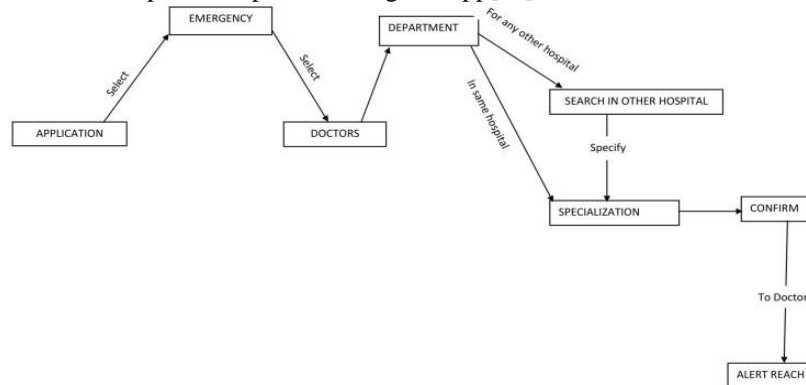 EMERGENCY
Select
APPLICATION
Select
DOCTORS
DEPARTMENT
For any other hospital
In same hospital
SEARCH IN OTHER HOSPITAL
Specify
SPECIALIZATION
CONFIRM
To Doctor
ALERT REACH